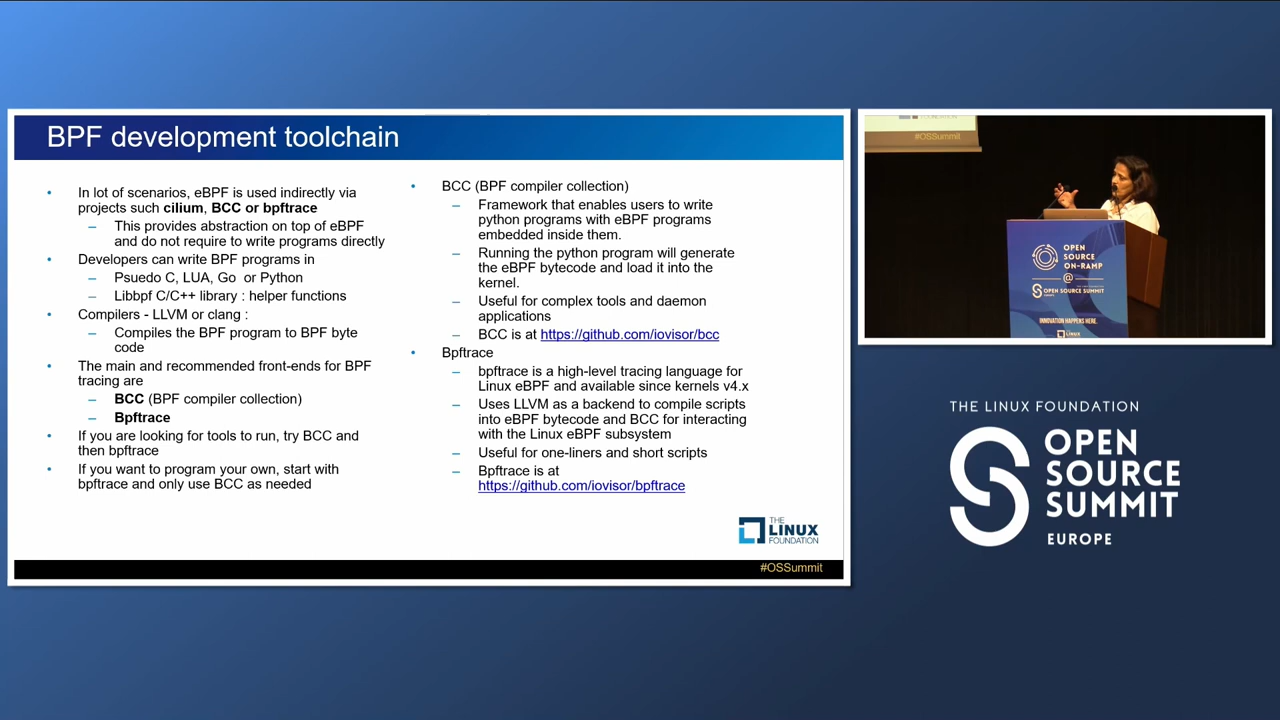 BPF development toolchain
In lot of scenarios, eBPF is used indirectly via
projects such cilium, BCC or bpftrace
– This provides abstraction on top of eBPF
and do not require to write programs directly
Developers can write BPF programs in
– Psuedo C, LUA, Go or Python
– Libbpf C/C++ library : helper functions
Compilers - LLVM or clang :
– Compiles the BPF program to BPF byte
code
The main and recommended front-ends for BPF
tracing are
– BCC (BPF compiler collection)
– Bpftrace
If you are looking for tools to run, try BCC and
then bpftrace
If you want to program your own, start with
bpftrace and only use BCC as needed
BCC (BPF compiler collection)
– Framework that enables users to write
python programs with eBPF programs
embedded inside them.
– Running the python program will generate
the eBPF bytecode and load it into the
kernel.
– Useful for complex tools and daemon
applications
– BCC is at https://github.com/iovisor/bcc
Bpftrace
– bpftrace is a high-level tracing language for
Linux eBPF and available since kernels v4.x
– Uses LLVM as a backend to compile scripts
into eBPF bytecode and BCC for interacting
with the Linux eBPF subsystem
– Useful for one-liners and short scripts
– Bpftrace is at
https://github.com/iovisor/bpftrace
THE
LINUX
FOUNDATION
#OSSummit
FOUNDATION
#OSSummit
OPEN
SOURCE
ON-RAMP
@
OPEN
SOURCE SUMMIT
EUROPE
INNOVATION HAPPENS HERE.
LINUX
THE LINUX FOUNDATION
OPEN
SOURCE
SUMMIT
EUROPE